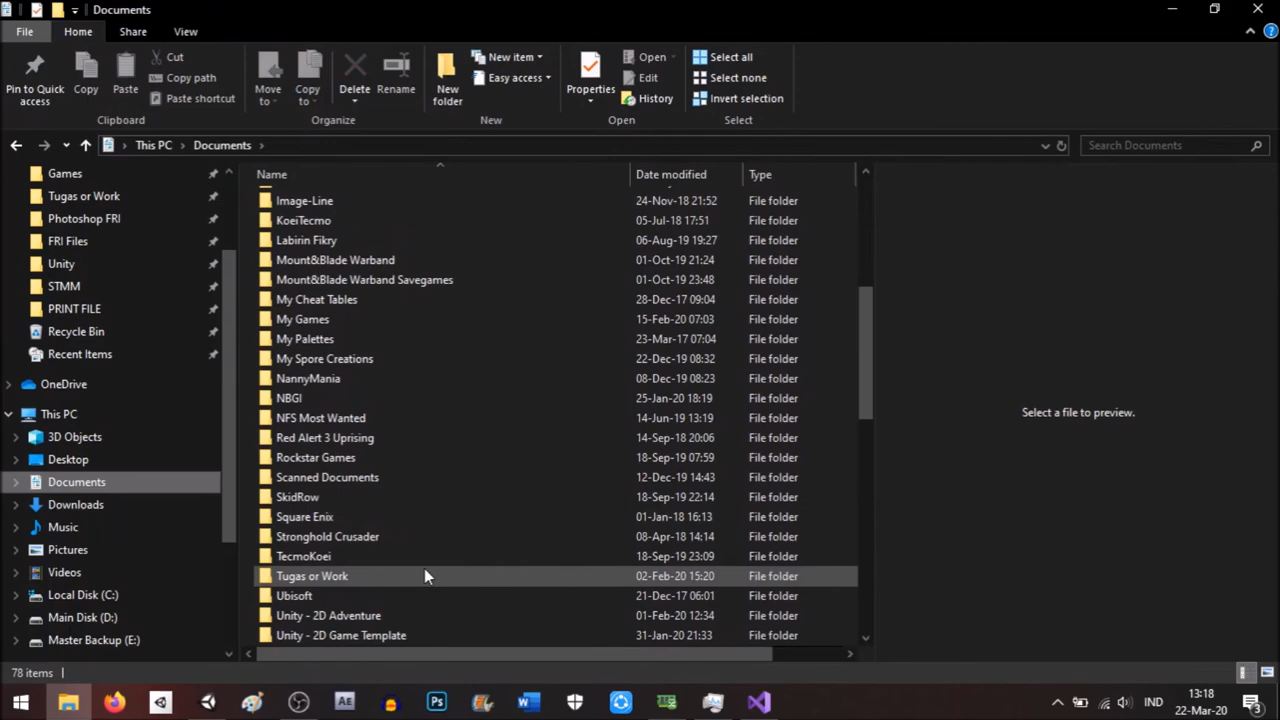 Documents
File Home Share View
Pin to Quick access
Copy
Paste
Cut
Copy path
Paste shortcut
Clipboard
Move to
Copy to
Delete
Rename
Organize
New folder
New item
Easy access
New
Properties
Open
Edit
History
Open
Select all
Select none
Invert selection
Select
This PC > Documents >
Search Documents
Games
Tugas or Work
Photoshop FRI
FRI Files
Unity
STMM
PRINT FILE
Recycle Bin
Recent Items
OneDrive
This PC
3D Objects
Desktop
Documents
Downloads
Music
Pictures
Videos
Local Disk (C:)
Main Disk (D:)
Master Backup (E:)
Name Date modified Type
Image-Line 24-Nov-18 21:52 File folder
KoeiTecmo 05-Jul-18 17:51 File folder
Labirin Fikry 06-Aug-19 19:27 File folder
Mount&Blade Warband 01-Oct-19 21:24 File folder
Mount&Blade Warband Savegames 01-Oct-19 23:48 File folder
My Cheat Tables 28-Dec-17 09:04 File folder
My Games 15-Feb-20 07:03 File folder
My Palettes 23-Mar-17 07:04 File folder
My Spore Creations 22-Dec-19 08:32 File folder
NannyMania 08-Dec-19 08:23 File folder
NBGI 25-Jan-20 18:19 File folder
NFS Most Wanted 14-Jun-19 13:19 File folder
Red Alert 3 Uprising 14-Sep-18 20:06 File folder
Rockstar Games 18-Sep-19 07:59 File folder
Scanned Documents 12-Dec-19 14:43 File folder
SkidRow 18-Sep-19 22:14 File folder
Square Enix 01-Jan-18 16:13 File folder
Stronghold Crusader 08-Apr-18 14:14 File folder
TecmoKoei 18-Sep-19 23:09 File folder
Tugas or Work 02-Feb-20 15:20 File folder
Ubisoft 21-Dec-17 06:01 File folder
Unity - 2D Adventure 01-Feb-20 12:34 File folder
Unity - 2D Game Template 31-Jan-20 21:33 File folder
Select a file to preview.
78 items
Ae
Ps
IND
13:18
22-Mar-20
3